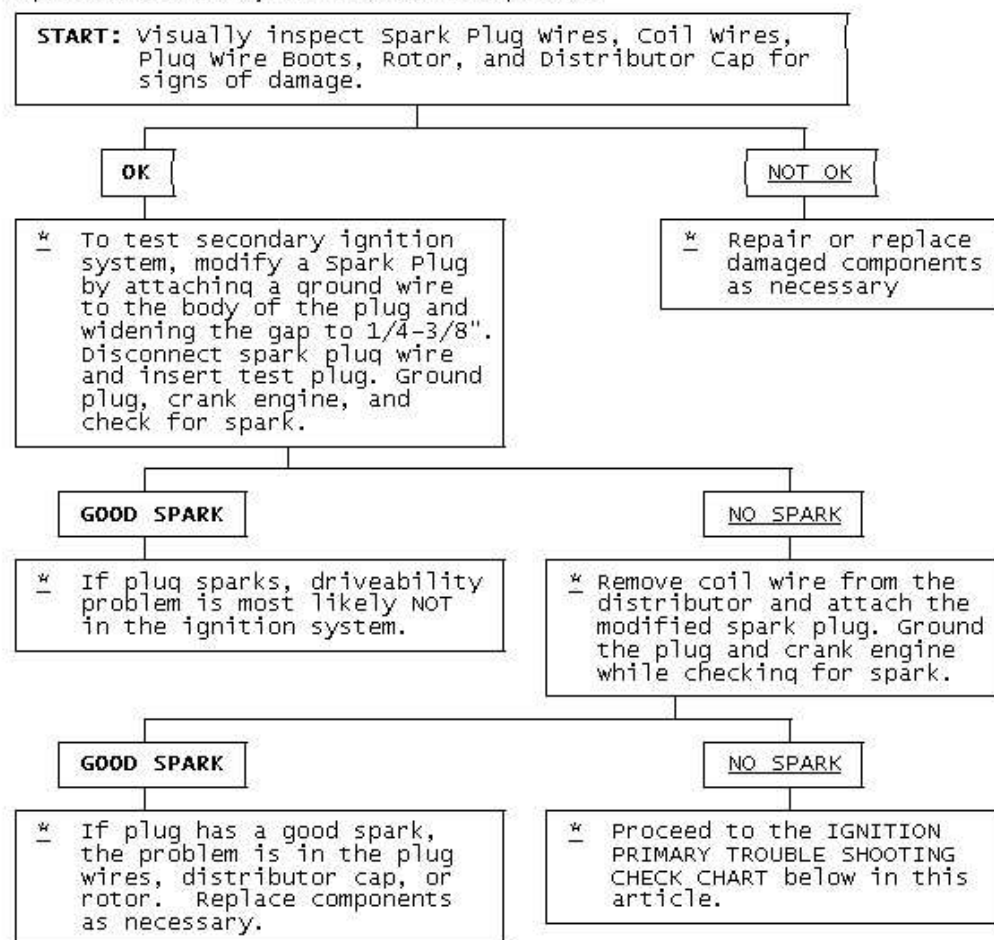 START: Visually inspect Spark Plug Wires, Coil Wires,
Plug Wire Boots, Rotor, and Distributor Cap for
signs of damage.
OK
NOT OK
* To test secondary ignition
system, modify a Spark Plug
by attaching a ground wire
to the body of the plug and
widening the gap to 1/4-3/8".
Disconnect spark plug wire
and insert test plug. Ground
plug, crank engine, and
check for spark.
* Repair or replace
damaged components
as necessary
GOOD SPARK
NO SPARK
* If plug sparks, driveability
problem is most likely NOT
in the ignition system.
* Remove coil wire from the
distributor and attach the
modified spark plug. Ground
the plug and crank engine
while checking for spark.
GOOD SPARK
NO SPARK
* If plug has a good spark,
the problem is in the plug
wires, distributor cap, or
rotor. Replace components
as necessary.
* Proceed to the IGNITION
PRIMARY TROUBLE SHOOTING
CHECK CHART below in this
article.